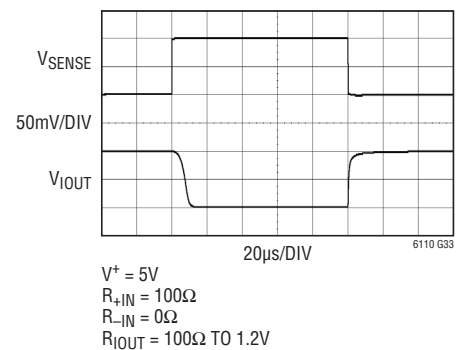 VSENSE
50mV/DIV
VIOUT
20µs/DIV
6110 G33
V+ = 5V
R+IN = 100Ω
R–IN = 0Ω
RIOUT = 100Ω TO 1.2V